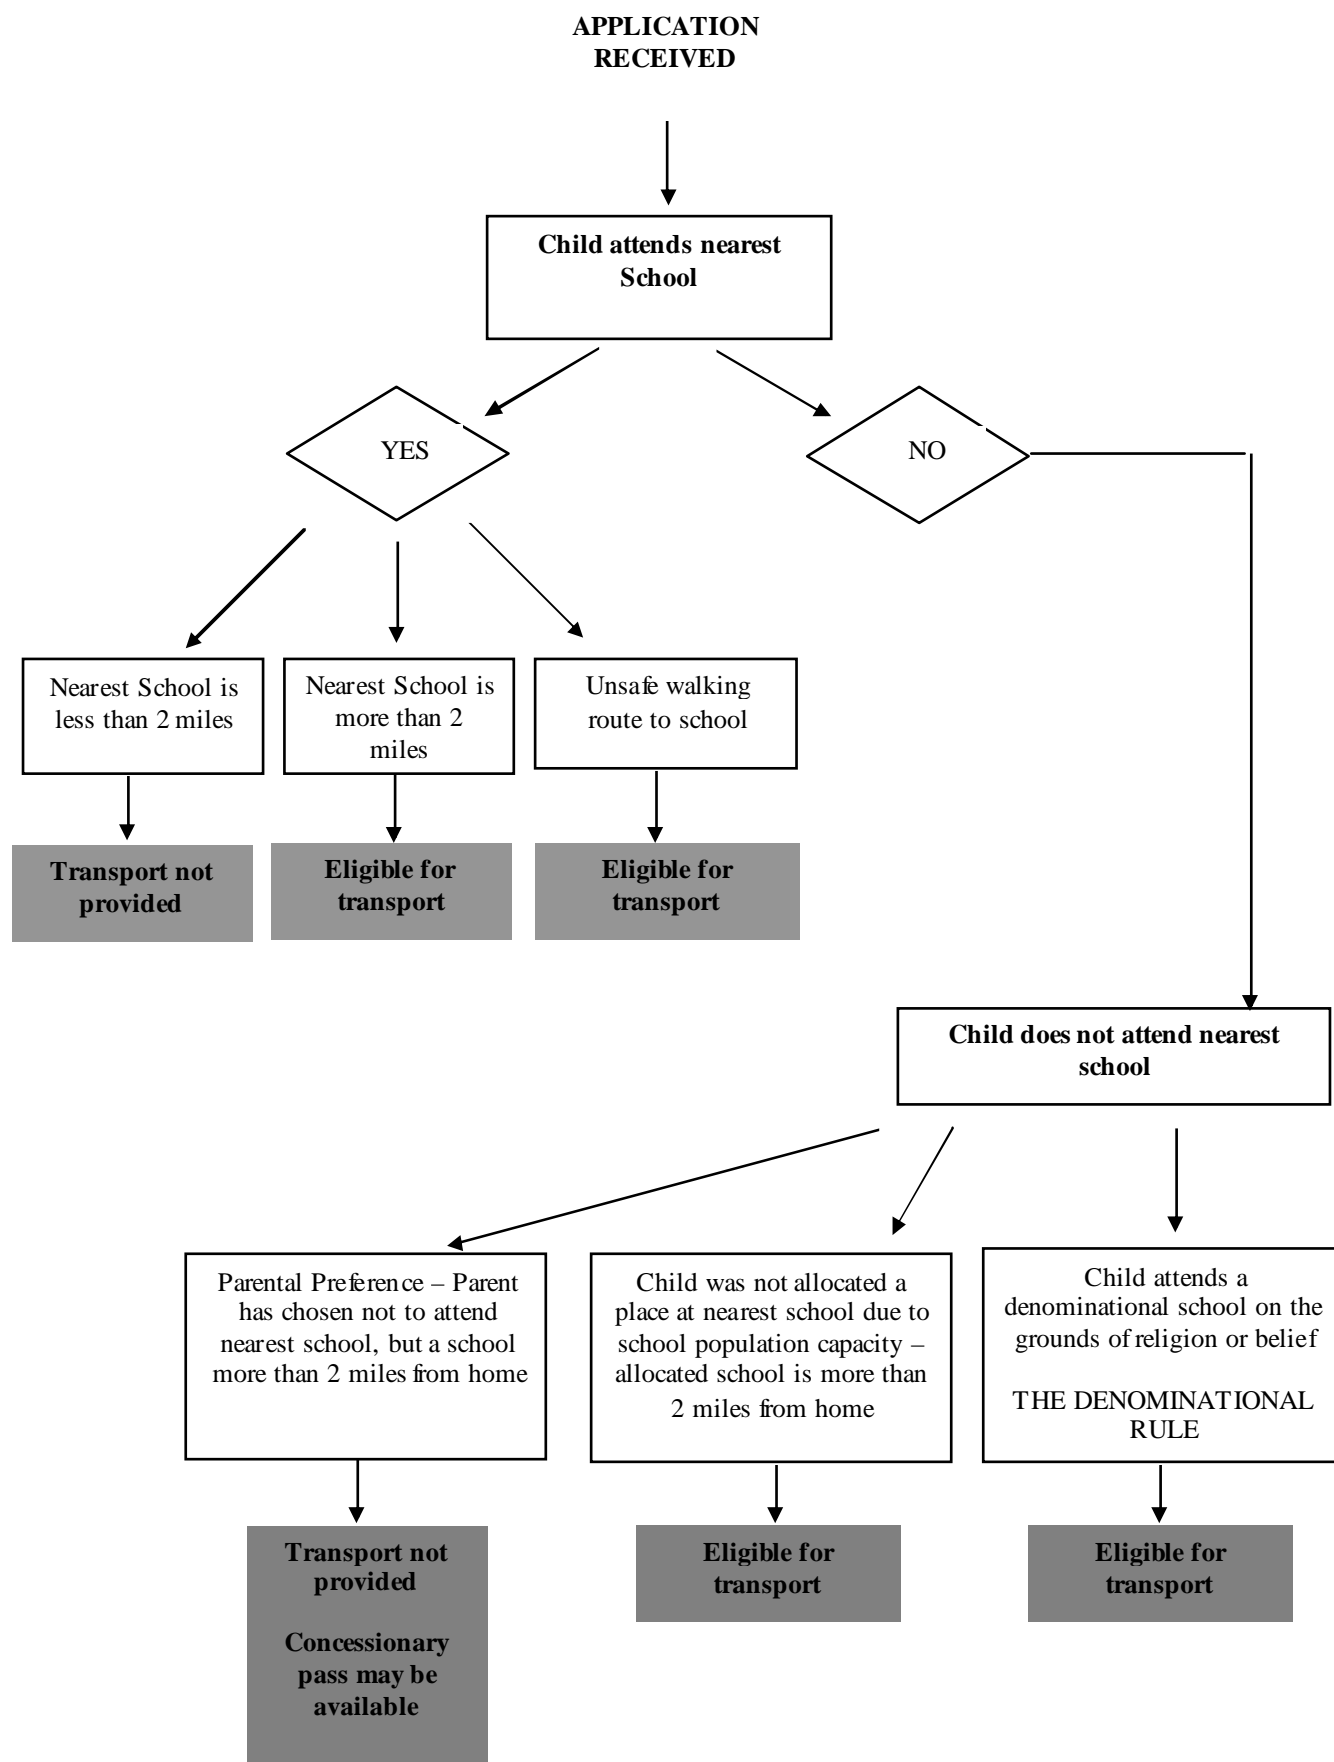 APPLICATION
RECEIVED
Child attends nearest
School
YES
NO
Nearest School is
less than 2 miles
Nearest School is
more than 2
miles
Unsafe walking
route to school
Transport not
provided
Eligible for
transport
Eligible for
transport
Child does not attend nearest
school
Parental Preference – Parent
has chosen not to attend
nearest school, but a school
more than 2 miles from home
Child was not allocated a
place at nearest school due to
school population capacity –
allocated school is more than
2 miles from home
Child attends a
denominational school on the
grounds of religion or belief
THE DENOMINATIONAL
RULE
Transport not
provided
Concessionary
pass may be
available
Eligible for
transport
Eligible for
transport